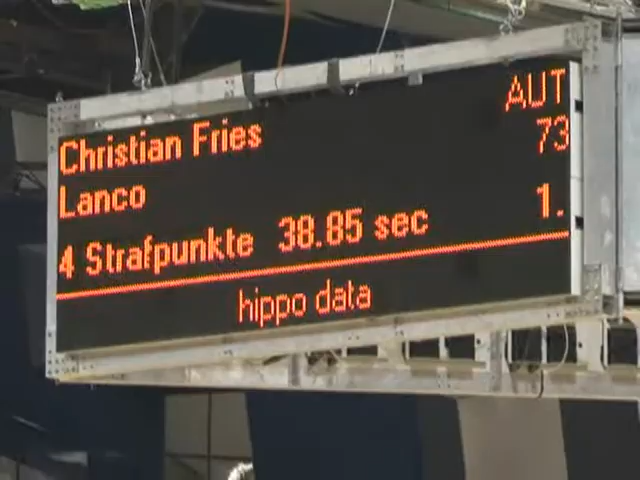 Christian Fries AUT
Lanco 73
4 Strafpunkte 38.85 sec 1.
hippo data